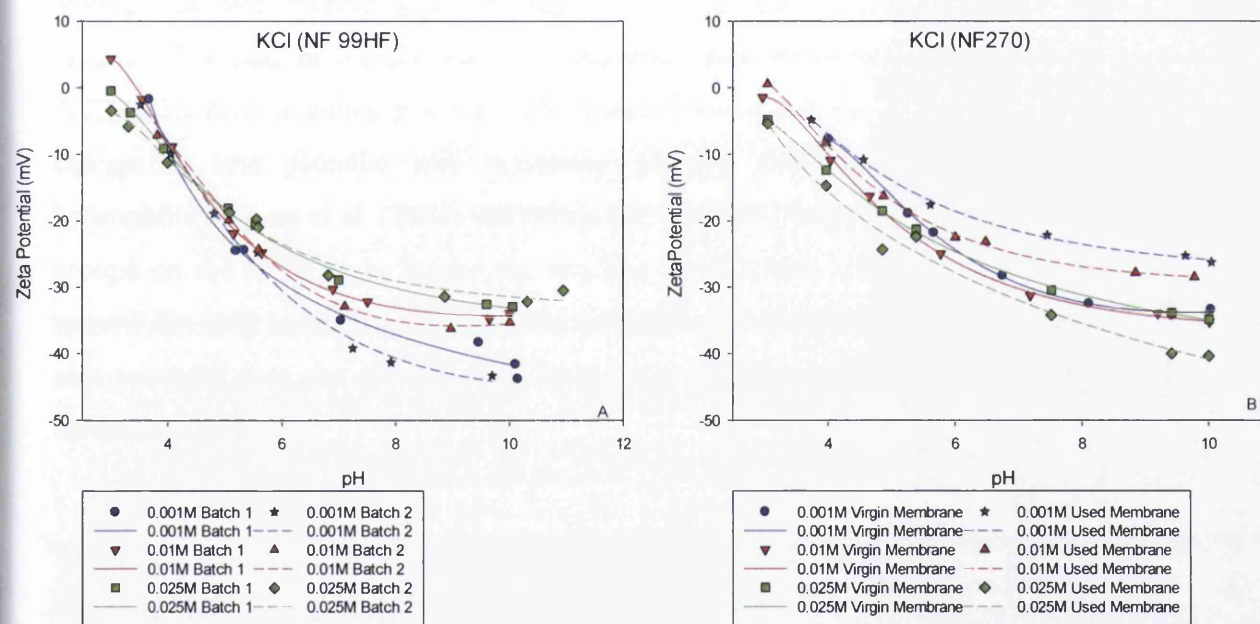 KCl (NF 99HF)
Zeta Potential (mV)
10
0
-10
-20
-30
-40
-50
4
6
8
10
12
pH
A
0.001M Batch 1
0.001M Batch 2
0.001M Batch 1
0.001M Batch 2
0.01M Batch 1
0.01M Batch 2
0.01M Batch 1
0.01M Batch 2
0.025M Batch 1
0.025M Batch 2
0.025M Batch 1
0.025M Batch 2
KCl (NF270)
ZetaPotential (mV)
10
0
-10
-20
-30
-40
-50
4
6
8
10
pH
B
0.001M Virgin Membrane
0.001M Used Membrane
0.001M Virgin Membrane
0.001M Used Membrane
0.01M Virgin Membrane
0.01M Used Membrane
0.01M Virgin Membrane
0.01M Used Membrane
0.025M Virgin Membrane
0.025M Used Membrane
0.025M Virgin Membrane
0.025M Used Membrane